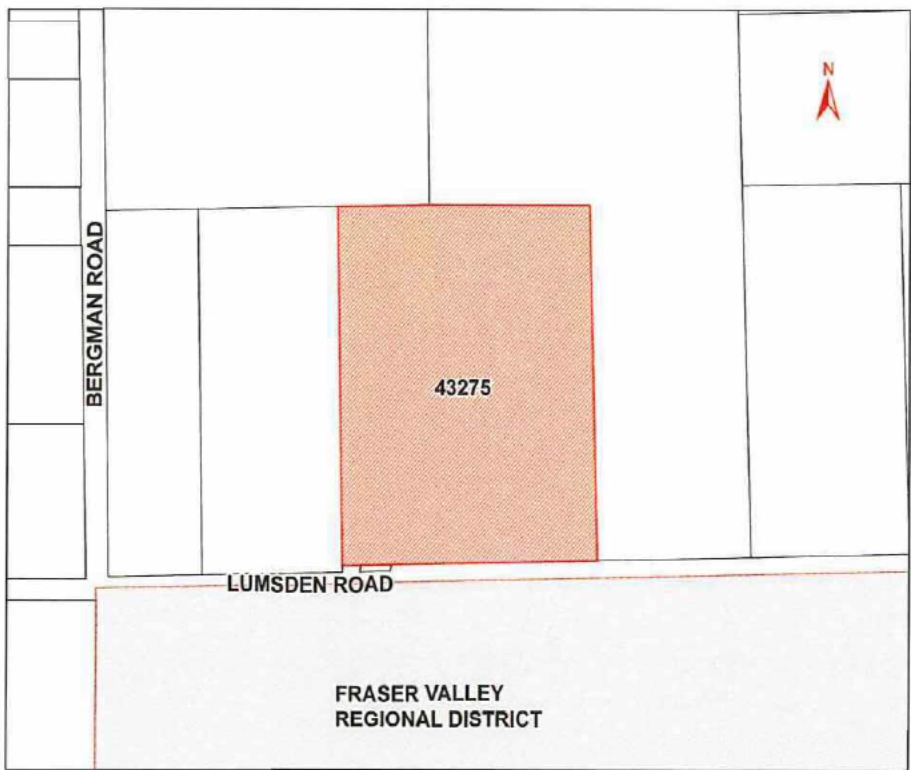 N
BERGMAN ROAD
43275
LUMSDEN ROAD
FRASER VALLEY
REGIONAL DISTRICT